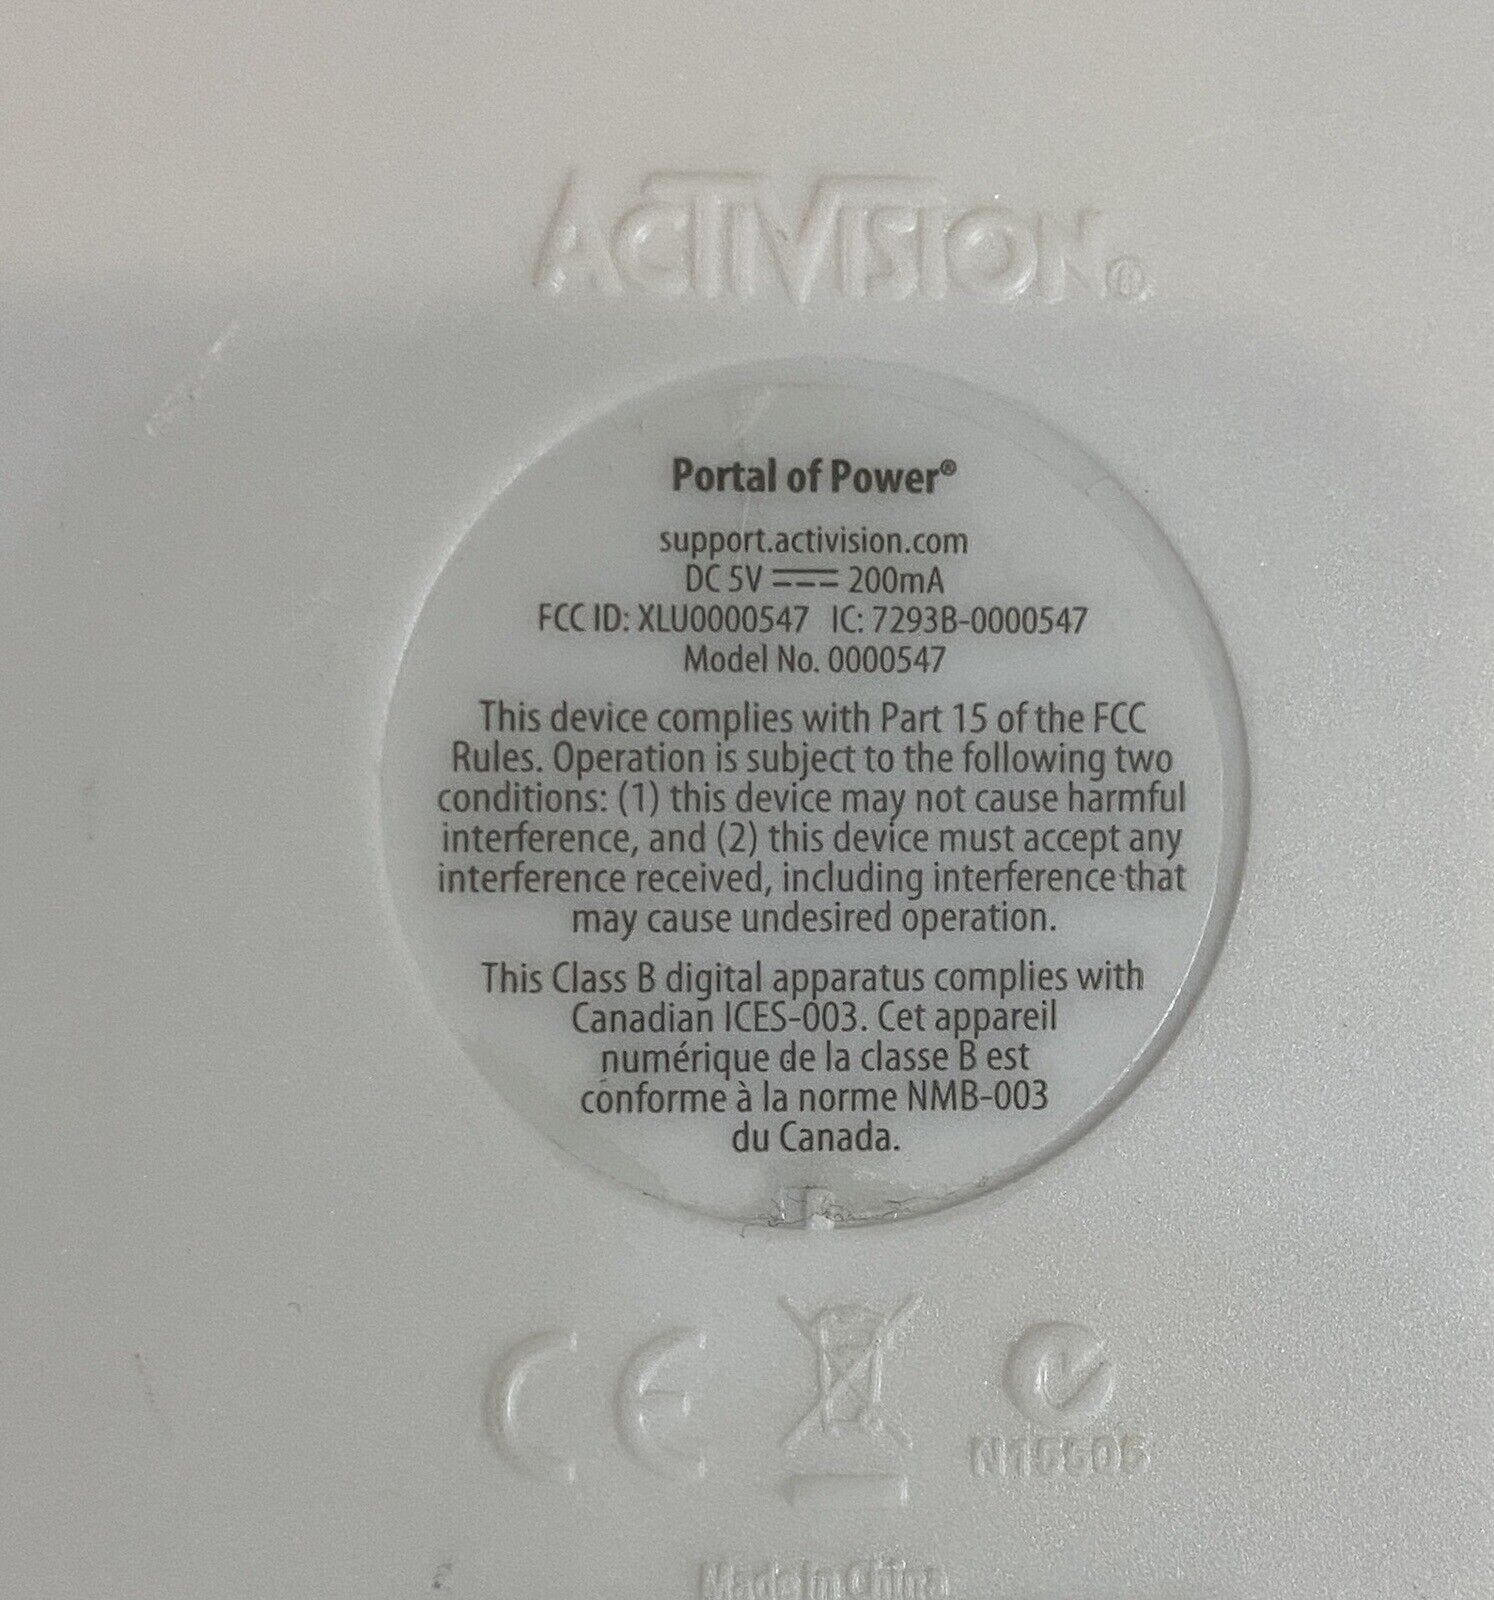 ACTIVISION®
Portal of Power®
support.activision.com
DC 5V ⎓ 200mA
FCC ID: XLU0000547 IC: 7293B-0000547
Model No. 0000547
This device complies with Part 15 of the FCC
Rules. Operation is subject to the following two
conditions: (1) this device may not cause harmful
interference, and (2) this device must accept any
interference received, including interference that
may cause undesired operation.
This Class B digital apparatus complies with
Canadian ICES-003. Cet appareil
numérique de la classe B est
conforme à la norme NMB-003
du Canada.
CE
Made In China